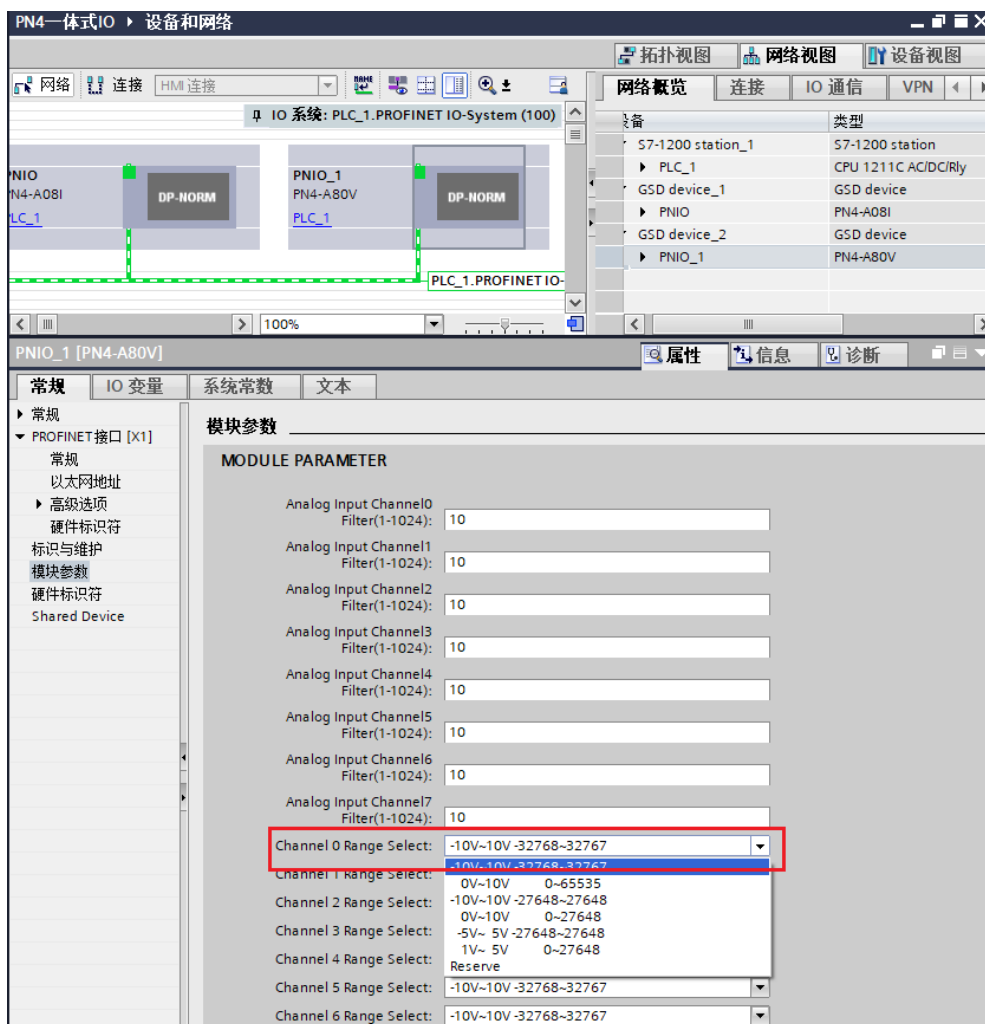 PN4一体式IO ▸ 设备和网络
拓扑视图 网络视图 设备视图
网络 连接 HMI 连接
网络概览 连接 IO 通信 VPN
IO 系统: PLC_1.PROFINET IO-System (100)
设备 类型
S7-1200 station_1 S7-1200 station
PLC_1 CPU 1211C AC/DC/Rly
GSD device_1 GSD device
PNIO PN4-A08I
GSD device_2 GSD device
PNIO_1 PN4-A80V
PNIO
PN4-A08I
PLC_1
DP-NORM
PNIO_1
PN4-A80V
PLC_1
DP-NORM
PLC_1.PROFINET IO-
100%
PNIO_1 [PN4-A80V]
属性 信息 诊断
常规 IO 变量 系统常数 文本
常规
PROFINET接口 [X1]
常规
以太网地址
高级选项
硬件标识符
标识与维护
模块参数
硬件标识符
Shared Device
模块参数
MODULE PARAMETER
Analog Input Channel0
Filter(1-1024): 10
Analog Input Channel1
Filter(1-1024): 10
Analog Input Channel2
Filter(1-1024): 10
Analog Input Channel3
Filter(1-1024): 10
Analog Input Channel4
Filter(1-1024): 10
Analog Input Channel5
Filter(1-1024): 10
Analog Input Channel6
Filter(1-1024): 10
Analog Input Channel7
Filter(1-1024): 10
Channel 0 Range Select: -10V~10V -32768~32767
-10V~10V -32768~32767
Channel 1 Range Select:
0V~10V 0~65535
Channel 2 Range Select:
-10V~10V -27648~27648
0V~10V 0~27648
Channel 3 Range Select:
-5V~ 5V -27648~27648
1V~ 5V 0~27648
Channel 4 Range Select:
Reserve
Channel 5 Range Select: -10V~10V -32768~32767
Channel 6 Range Select: -10V~10V -32768~32767